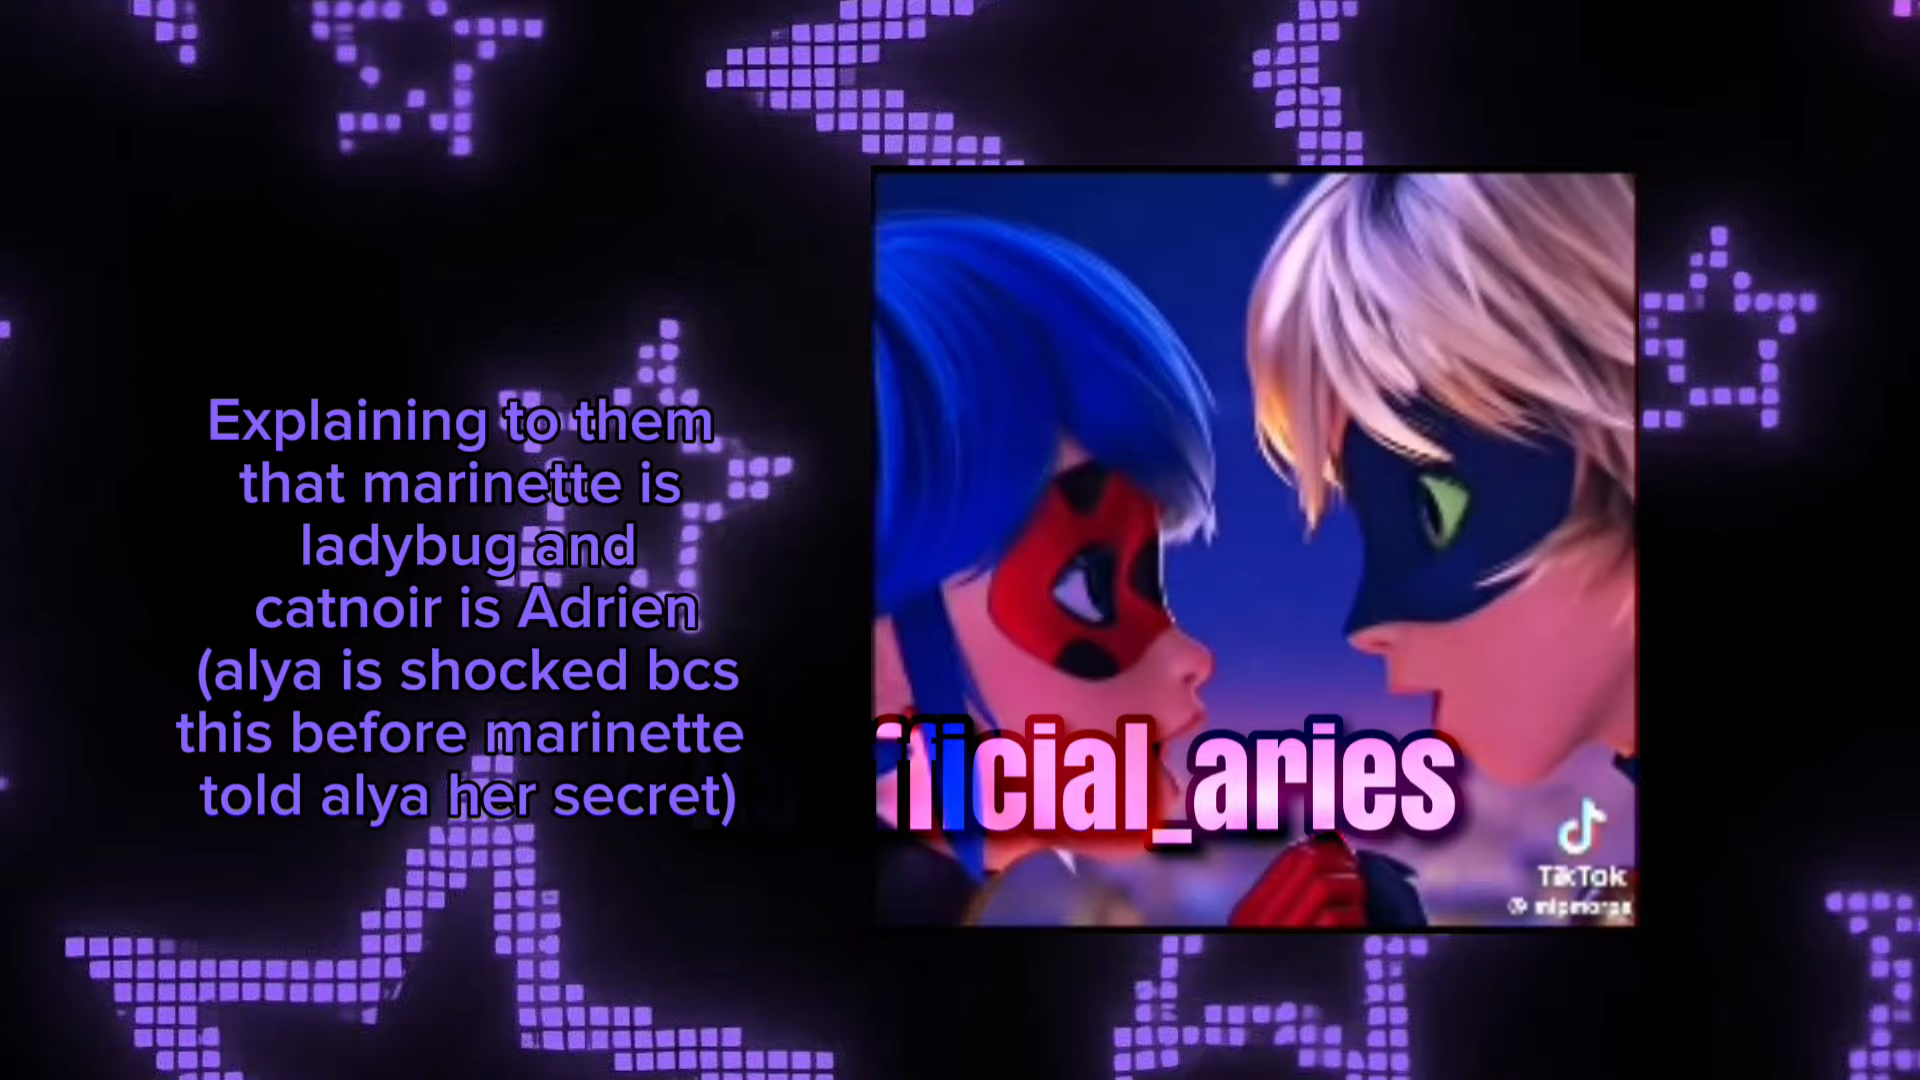 Explaining to them
that marinette is
ladybug and
catnoir is Adrien
(alya is shocked bcs
this before marinette
told alya her secret)
fficial_aries
TikTok